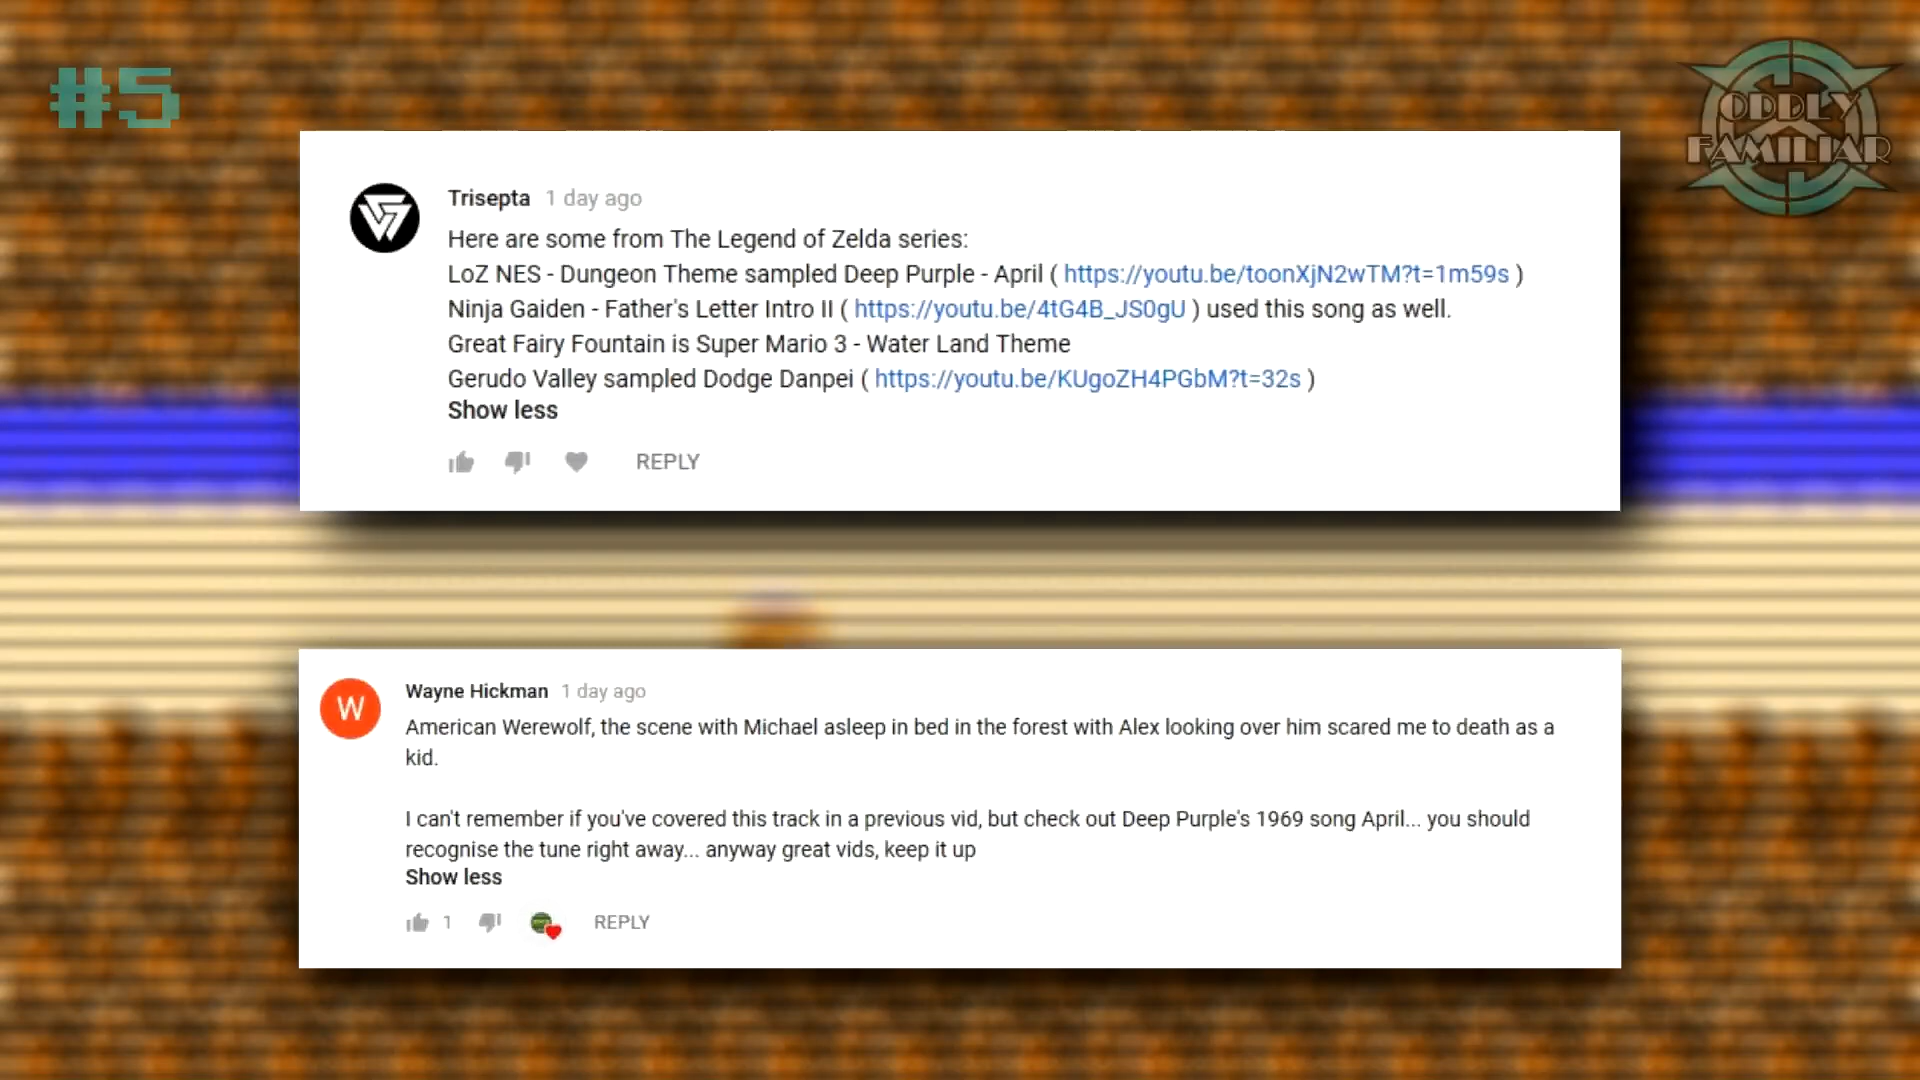 #5
ODDLY
FAMILIAR
Trisepta 1 day ago
Here are some from The Legend of Zelda series:
LoZ NES - Dungeon Theme sampled Deep Purple - April ( https://youtu.be/toonXjN2wTM?t=1m59s )
Ninja Gaiden - Father's Letter Intro II ( https://youtu.be/4tG4B_JS0gU ) used this song as well.
Great Fairy Fountain is Super Mario 3 - Water Land Theme
Gerudo Valley sampled Dodge Danpei ( https://youtu.be/KUgoZH4PGbM?t=32s )
Show less
REPLY
W
Wayne Hickman 1 day ago
American Werewolf, the scene with Michael asleep in bed in the forest with Alex looking over him scared me to death as a
kid.
I can't remember if you've covered this track in a previous vid, but check out Deep Purple's 1969 song April... you should
recognise the tune right away... anyway great vids, keep it up
Show less
1 REPLY